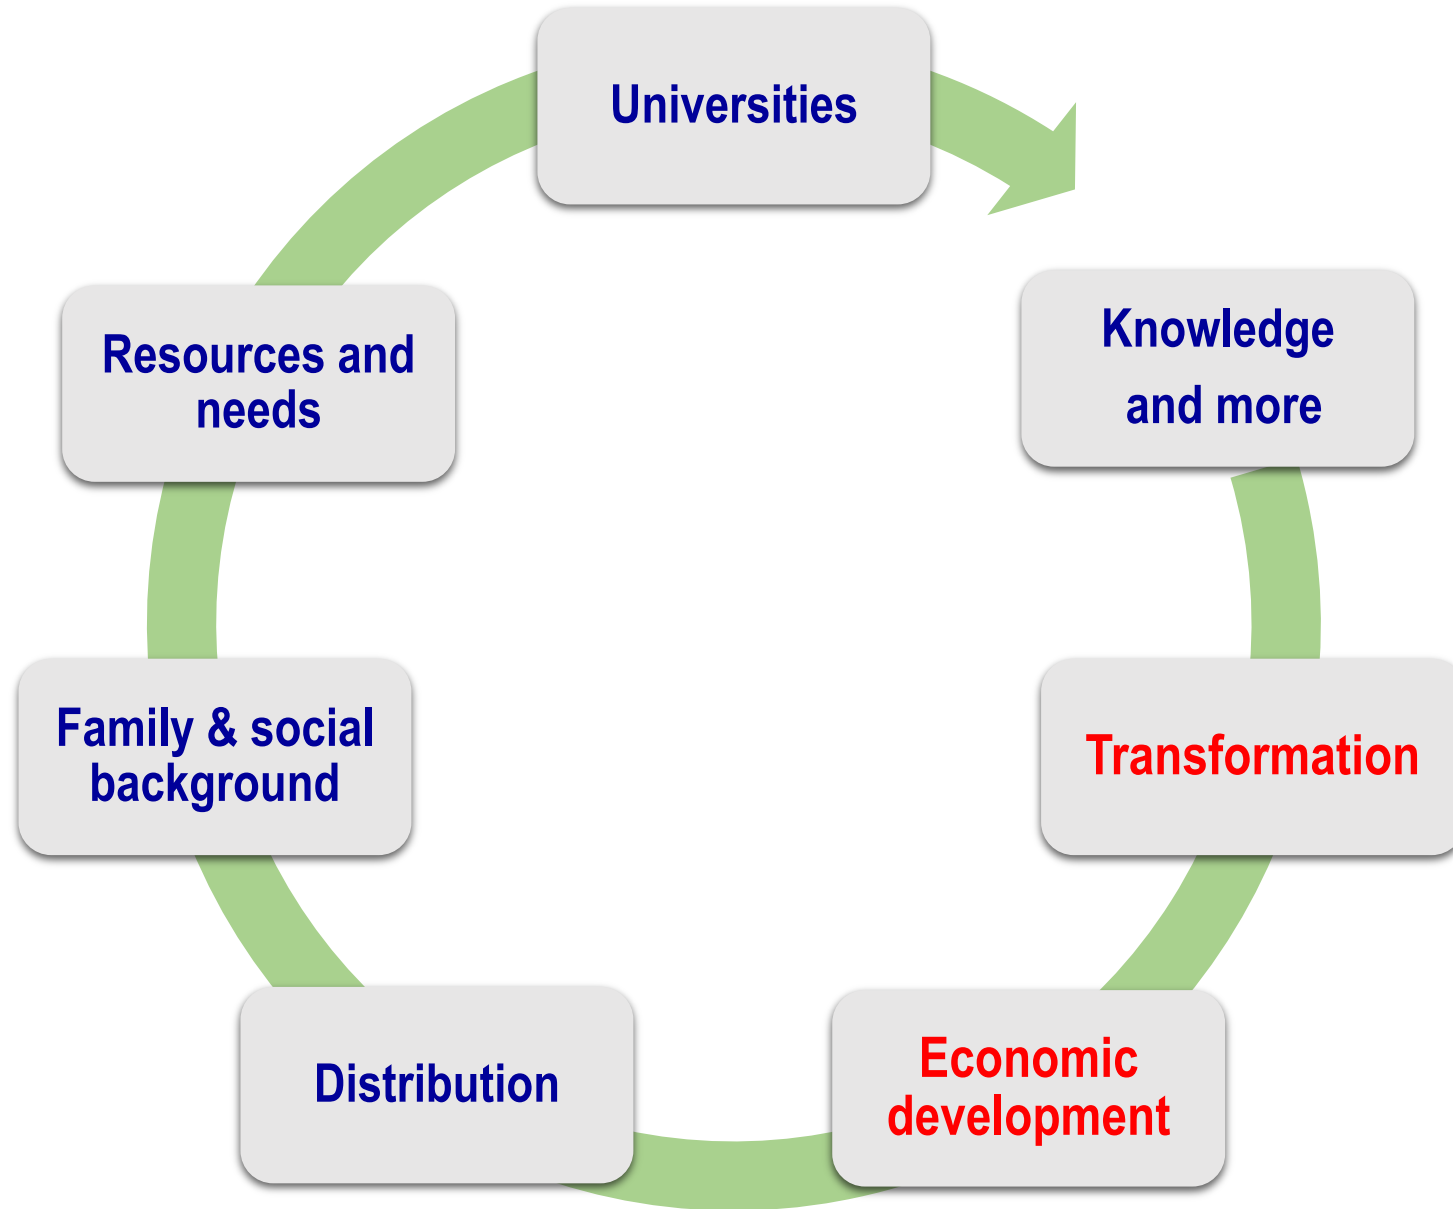 Universities
Knowledge
and more
Transformation
Economic
development
Distribution
Family & social
background
Resources and
needs